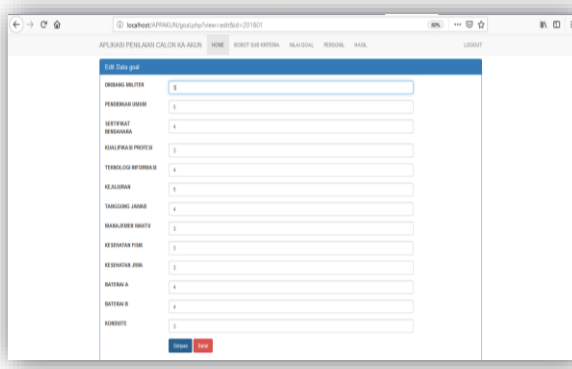 localhost/APPAKUN/goal.php?view=edit&id=201801
80%
APLIKASI PENILAIAN CALON KA AKUN HOME BOBOT SUB KRITERIA NILAI GOAL PERSONIL HASIL LOGOUT
Edit Data goal
DIKBANG MILITER
PENDIDIKAN UMUM 5
SERTIFIKAT 4
BENDAHARA
KUALIFIKASI PROFESI 3
TEKNOLOGI INFORMASI 4
KEJUJURAN 5
TANGGUNG JAWAB 4
MANAJEMEN WAKTU 3
KESEHATAN FISIK 3
KESEHATAN JIWA 3
BATERAI A 4
BATERAI B 4
KONDUITE 3
Simpan Batal